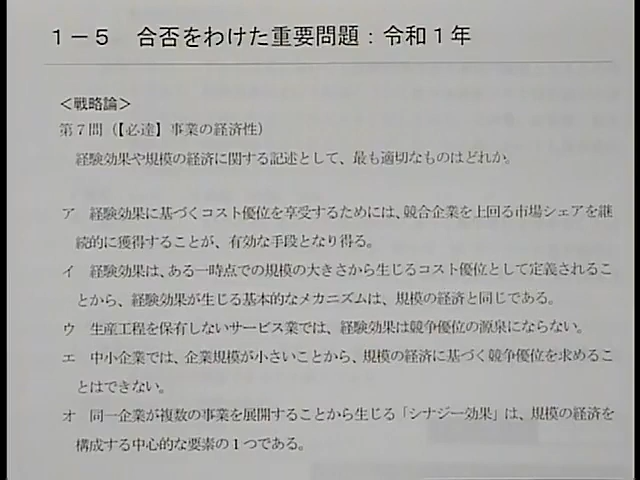 1－5 合否をわけた重要問題：令和1年
＜戦略論＞
第7問（【必達】事業の経済性）
経験効果や規模の経済に関する記述として、最も適切なものはどれか。
ア 経験効果に基づくコスト優位を享受するためには、競合企業を上回る市場シェアを継
続的に獲得することが、有効な手段となり得る。
イ 経験効果は、ある一時点での規模の大きさから生じるコスト優位として定義されるこ
とから、経験効果が生じる基本的なメカニズムは、規模の経済と同じである。
ウ 生産工程を保有しないサービス業では、経験効果は競争優位の源泉にならない。
エ 中小企業では、企業規模が小さいことから、規模の経済に基づく競争優位を求めるこ
とはできない。
オ 同一企業が複数の事業を展開することから生じる「シナジー効果」は、規模の経済を
構成する中心的な要素の1つである。